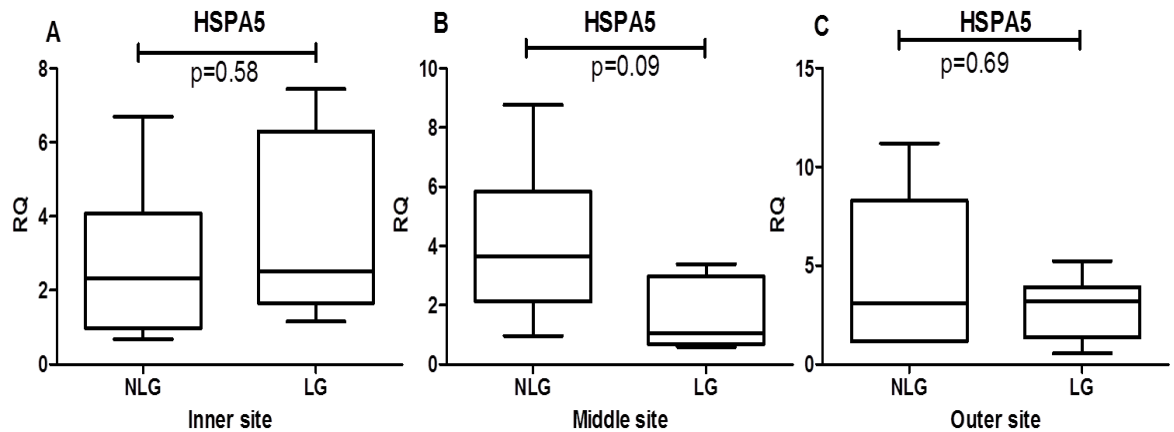 A
HSPA5
p=0.58
8
6
4
2
0
RQ
NLG
LG
Inner site
B
HSPA5
p=0.09
10
8
6
4
2
0
RQ
NLG
LG
Middle site
C
HSPA5
p=0.69
15
10
5
0
RQ
NLG
LG
Outer site